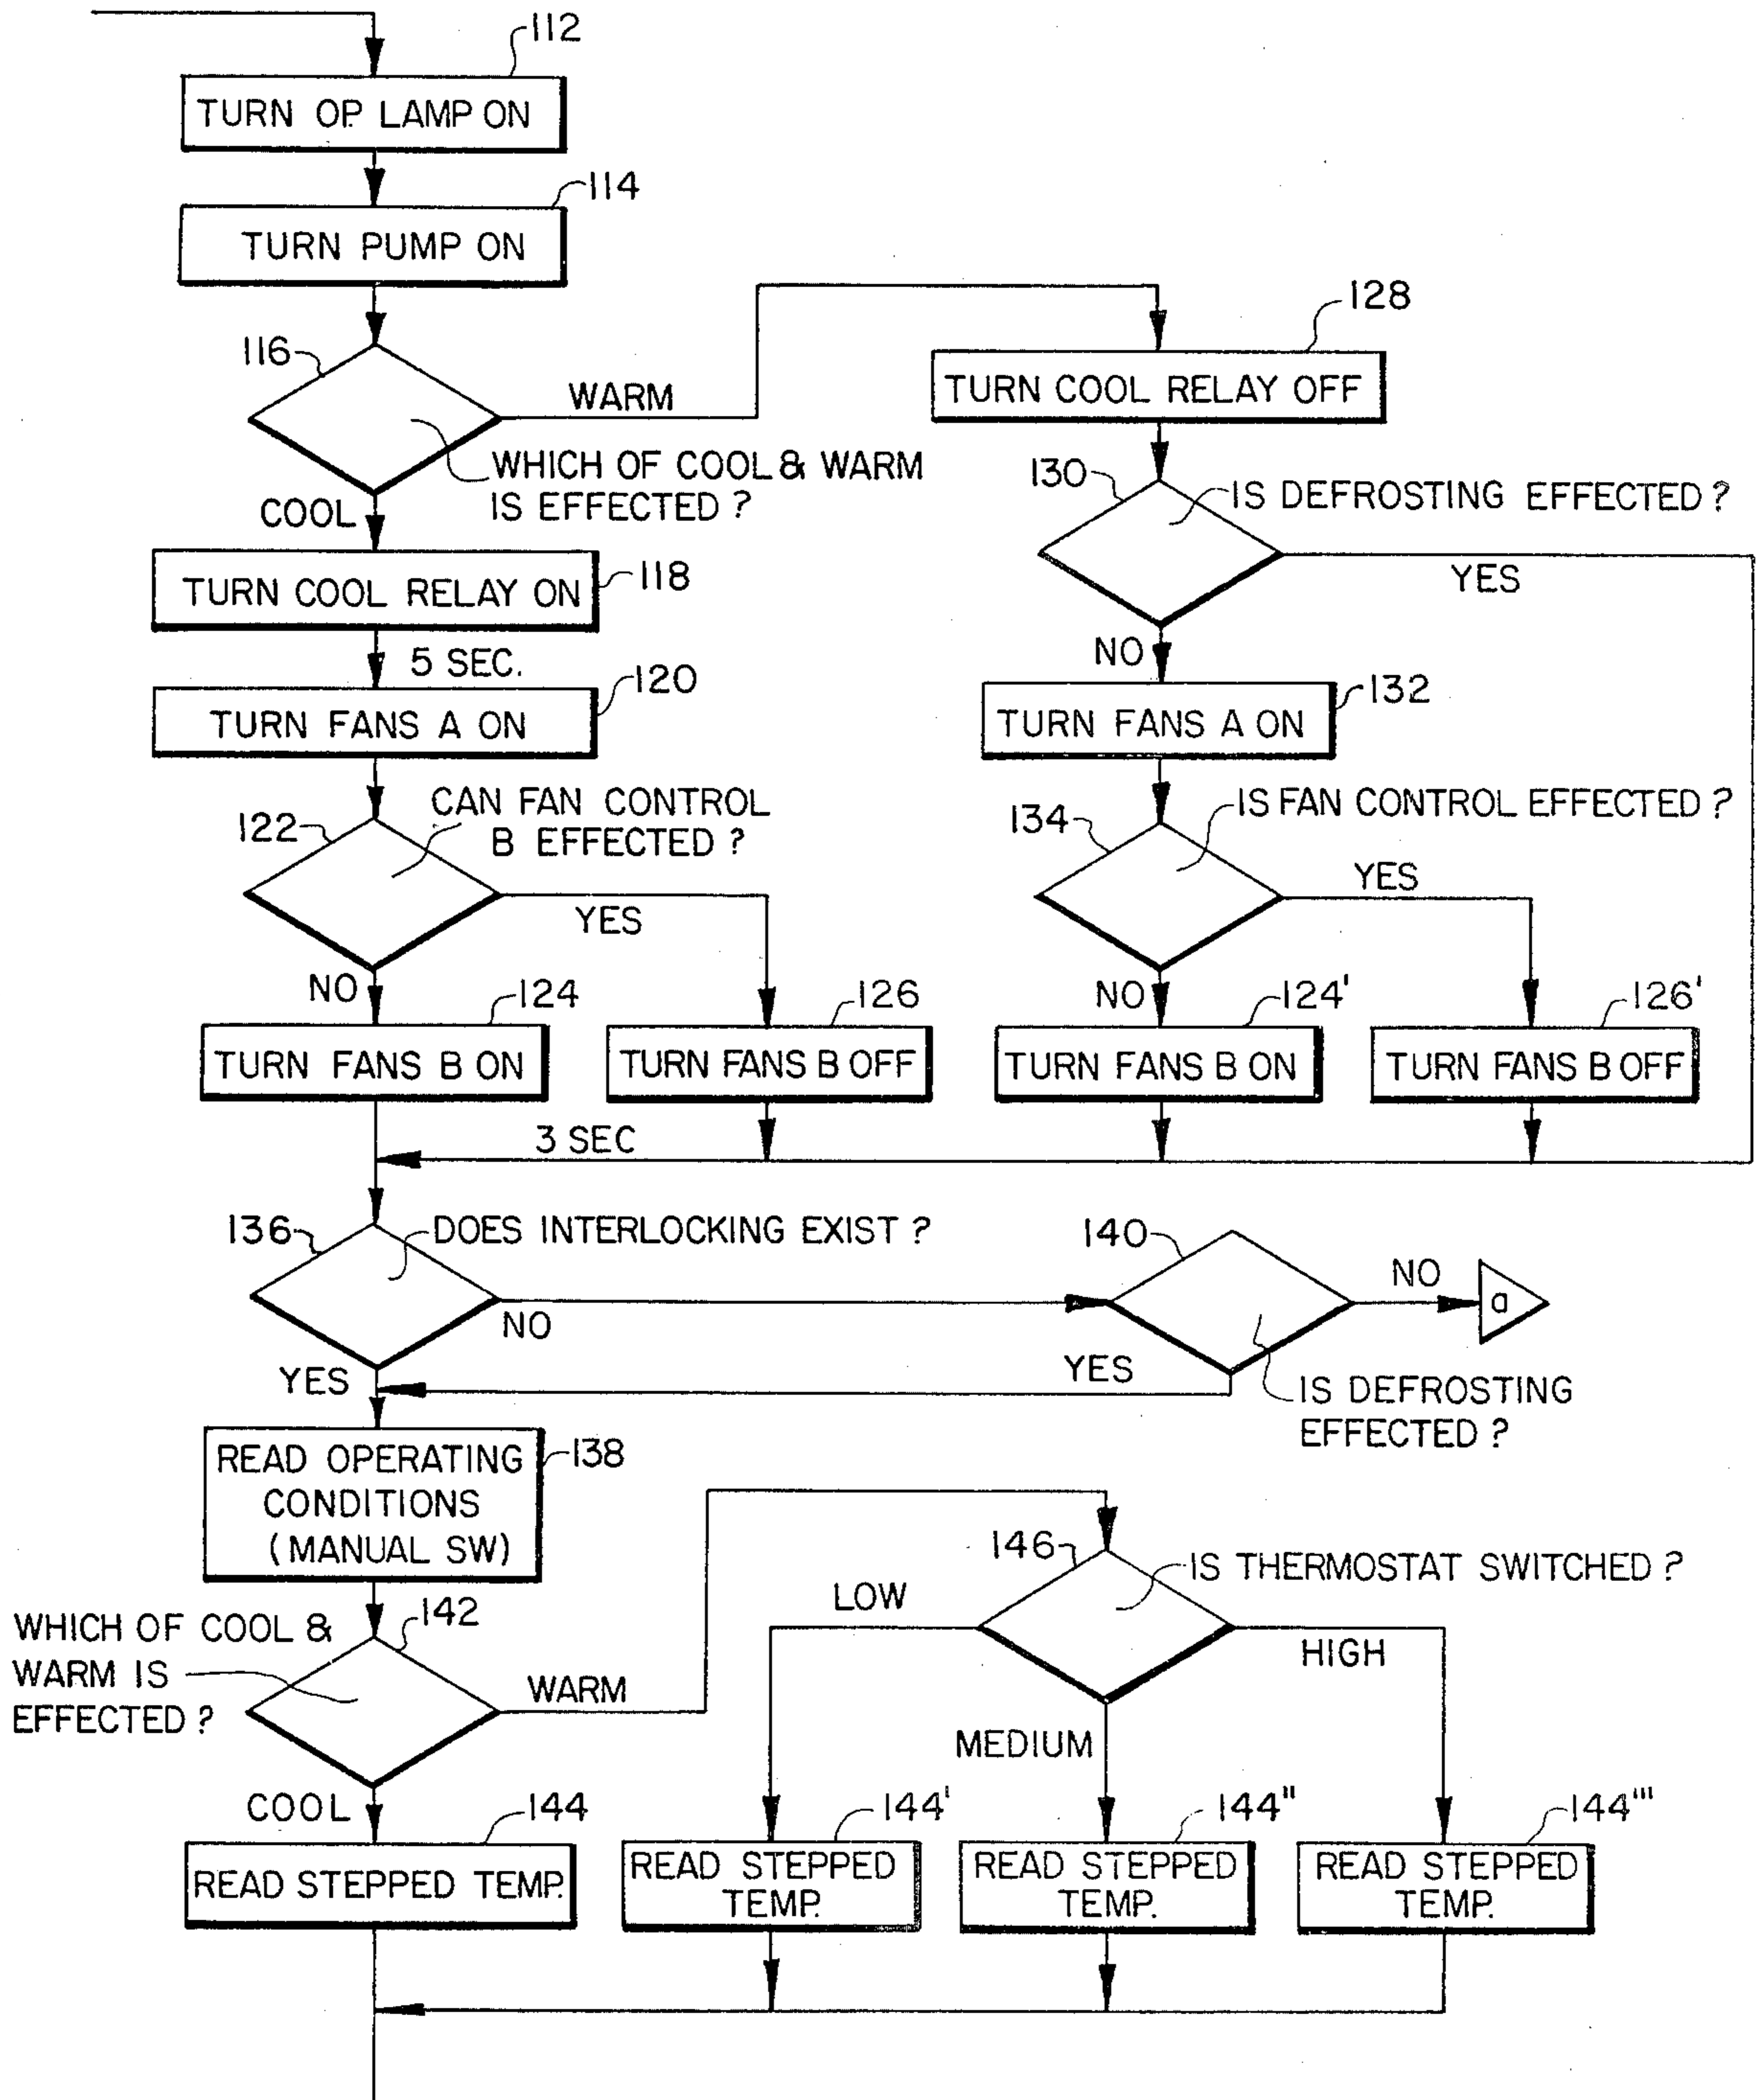 112
TURN OP. LAMP ON
114
TURN PUMP ON
116
WARM
WHICH OF COOL & WARM
IS EFFECTED ?
COOL
128
TURN COOL RELAY OFF
130
IS DEFROSTING EFFECTED ?
YES
NO
TURN COOL RELAY ON
118
5 SEC.
120
TURN FANS A ON
132
TURN FANS A ON
CAN FAN CONTROL
B EFFECTED ?
122
YES
NO
134
IS FAN CONTROL EFFECTED ?
YES
NO
124
TURN FANS B ON
126
TURN FANS B OFF
124'
TURN FANS B ON
126'
TURN FANS B OFF
3 SEC
136
DOES INTERLOCKING EXIST ?
NO
YES
140
NO
a
YES
IS DEFROSTING
EFFECTED ?
READ OPERATING
CONDITIONS
(MANUAL SW)
138
142
WHICH OF COOL &
WARM IS
EFFECTED ?
WARM
COOL
146
IS THERMOSTAT SWITCHED ?
LOW
MEDIUM
HIGH
144
READ STEPPED TEMP.
144'
READ STEPPED
TEMP.
144"
READ STEPPED
TEMP.
144'"
READ STEPPED
TEMP.